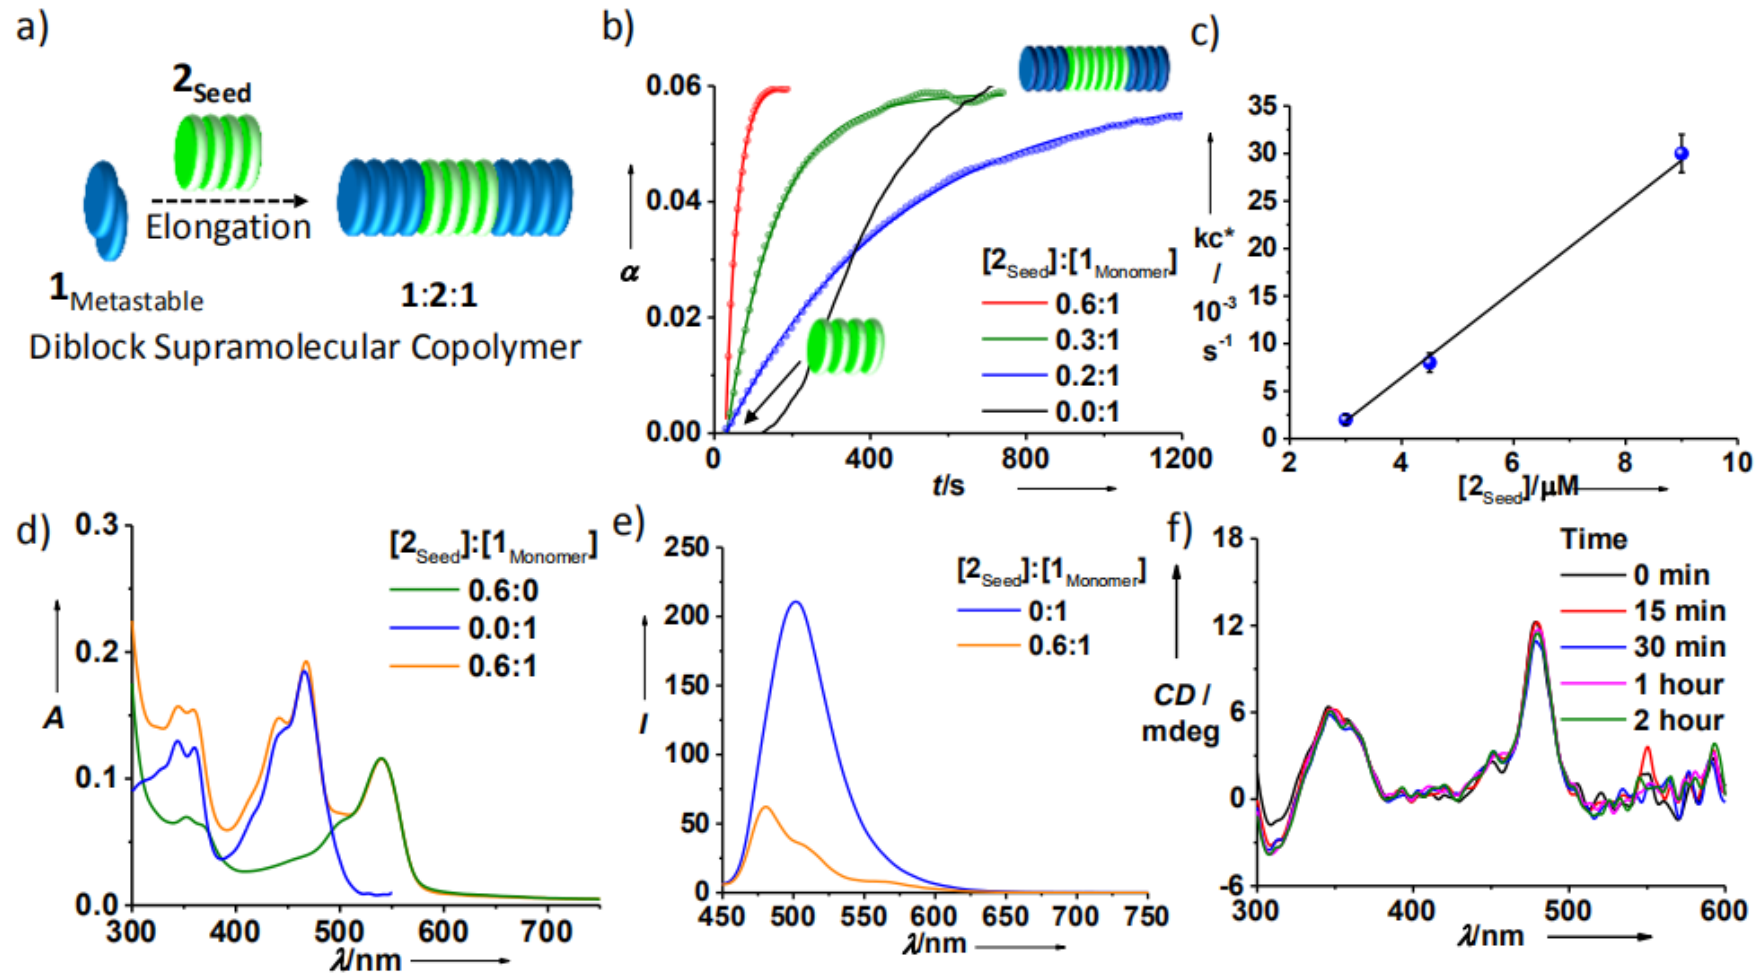 a)
2Seed
Elongation
1Metastable
1:2:1
Diblock Supramolecular Copolymer
b)
0.06
0.04
0.02
0.00
α
[2Seed]:[1Monomer]
0.6:1
0.3:1
0.2:1
0.0:1
0 400 800 1200
t/s
c)
35
30
25
20
15
10
5
0
kc*
/
10-3
s-1
2 4 6 8 10
[2Seed]/μM
d)
0.3
0.2
0.1
0.0
A
[2Seed]:[1Monomer]
0.6:0
0.0:1
0.6:1
300 400 500 600 700
λ/nm
e)
250
200
150
100
50
0
I
[2Seed]:[1Monomer]
0:1
0.6:1
450 500 550 600 650 700 750
λ/nm
f)
18
12
6
0
-6
CD /
mdeg
Time
0 min
15 min
30 min
1 hour
2 hour
300 400 500 600
λ/nm